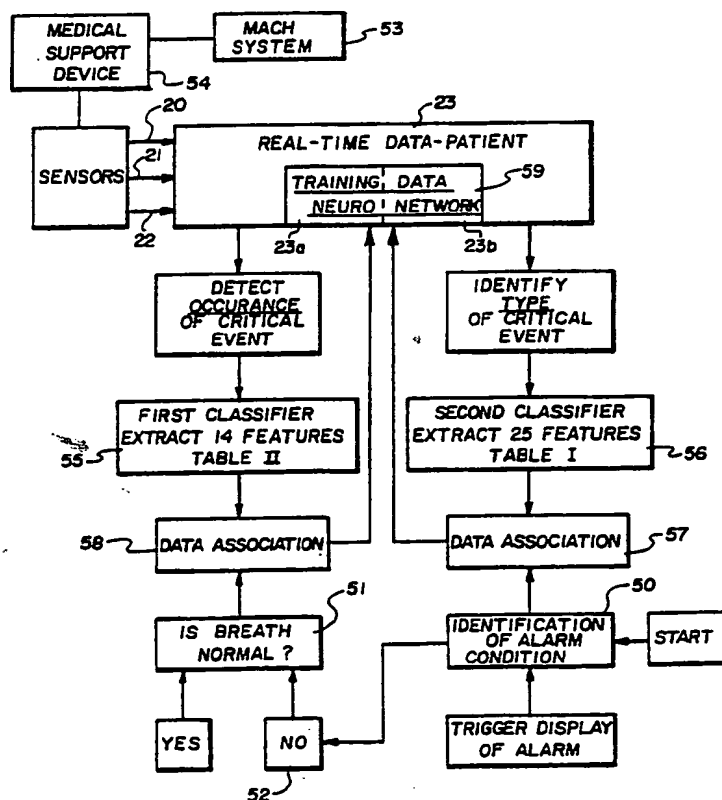 MEDICAL
SUPPORT
DEVICE
MACH
SYSTEM
53
54
20
21
22
SENSORS
23
REAL-TIME DATA-PATIENT
TRAINING DATA
NEURO NETWORK
59
23a
23b
DETECT
OCCURANCE
OF CRITICAL
EVENT
IDENTIFY
TYPE
OF CRITICAL
EVENT
FIRST CLASSIFIER
EXTRACT 14 FEATURES
TABLE II
55
SECOND CLASSIFIER
EXTRACT 25 FEATURES
TABLE I
56
58
DATA ASSOCIATION
DATA ASSOCIATION
57
51
IS BREATH
NORMAL ?
50
IDENTIFICATION
OF ALARM
CONDITION
START
YES
NO
52
TRIGGER DISPLAY
OF ALARM